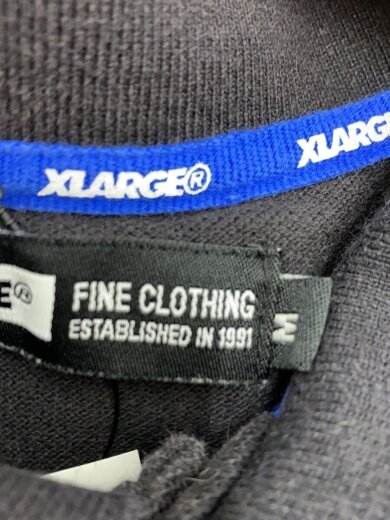 XLARGE®
XLARGE
E®
FINE CLOTHING
ESTABLISHED IN 1991
M